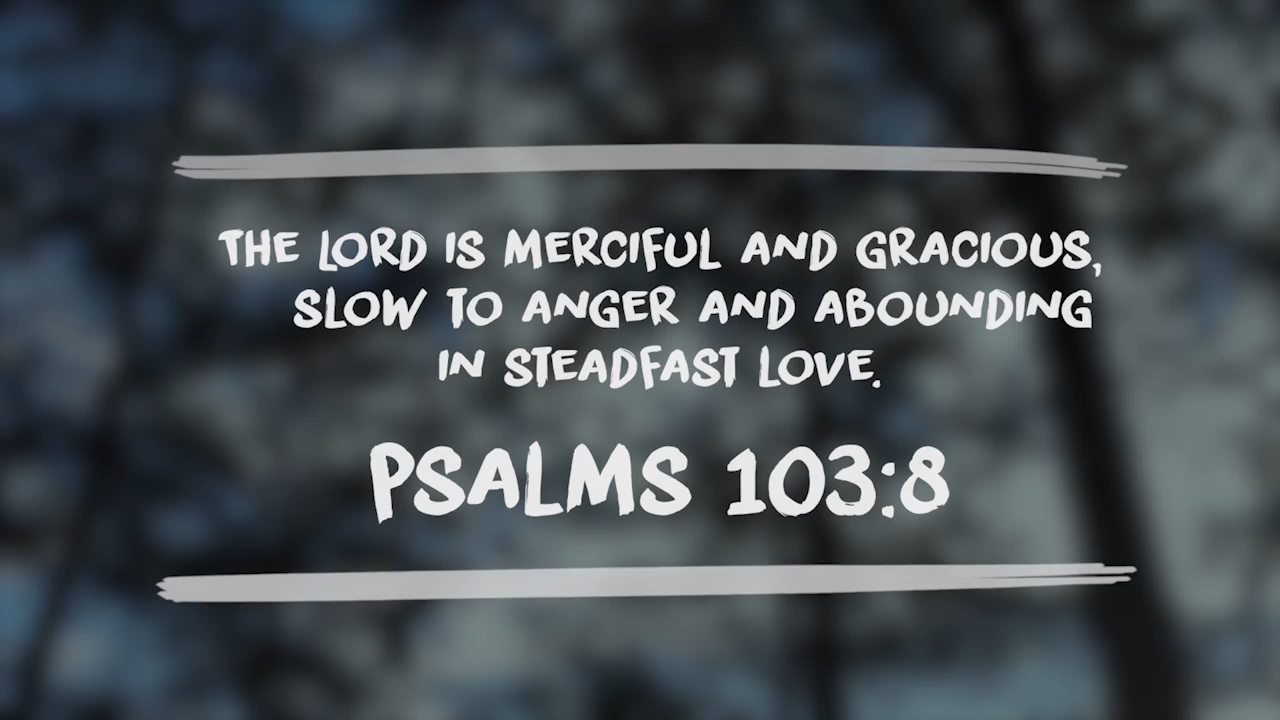 THE LORD IS MERCIFUL AND GRACIOUS,
SLOW TO ANGER AND ABOUNDING
IN STEADFAST LOVE.
PSALMS 103:8